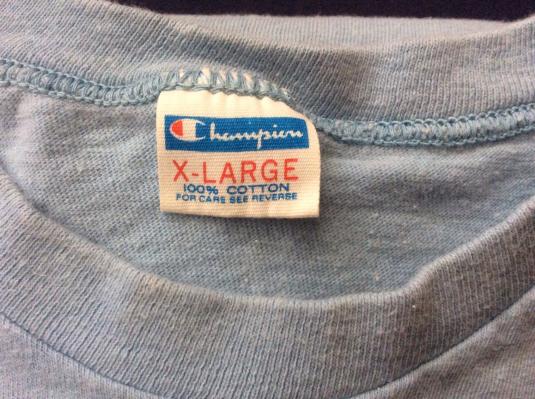 Champion
X-LARGE
100% COTTON
FOR CARE SEE REVERSE